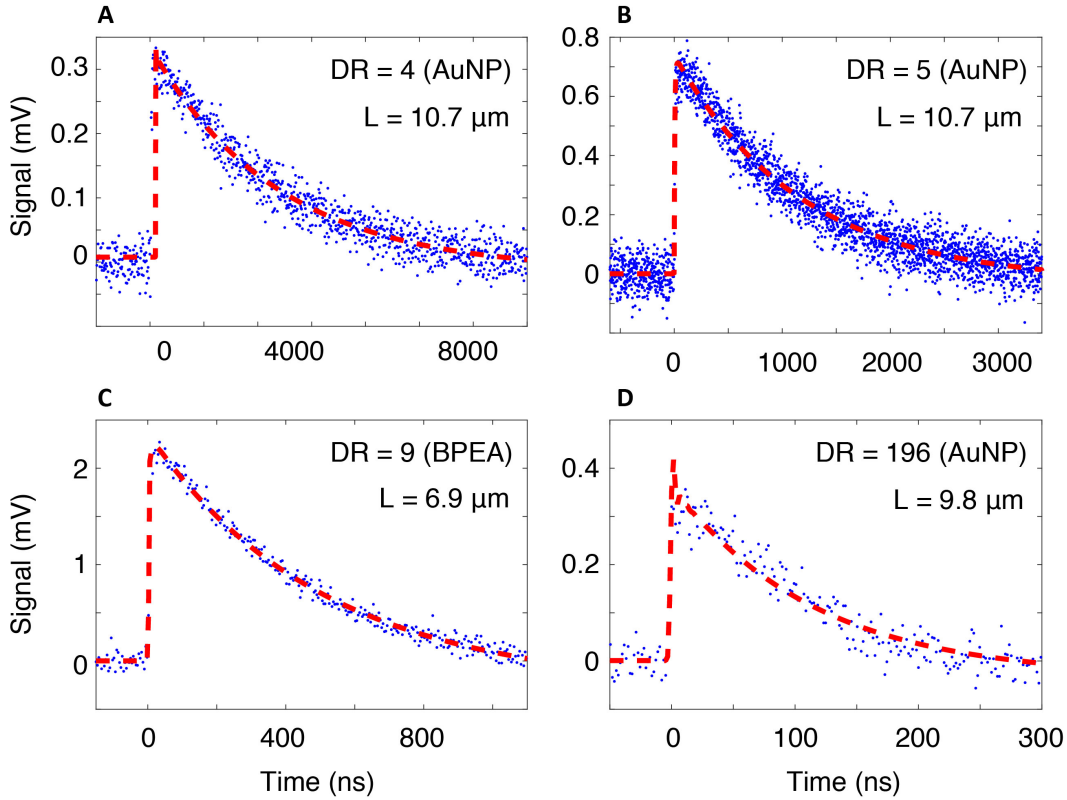 A
DR = 4 (AuNP)
L = 10.7 µm
Signal (mV)
0.3
0.2
0.1
0
0
4000
8000
B
DR = 5 (AuNP)
L = 10.7 µm
0.8
0.6
0.4
0.2
0
0
1000
2000
3000
C
DR = 9 (BPEA)
L = 6.9 µm
Signal (mV)
2
1
0
0
400
800
Time (ns)
D
DR = 196 (AuNP)
L = 9.8 µm
0.4
0.2
0
0
100
200
300
Time (ns)